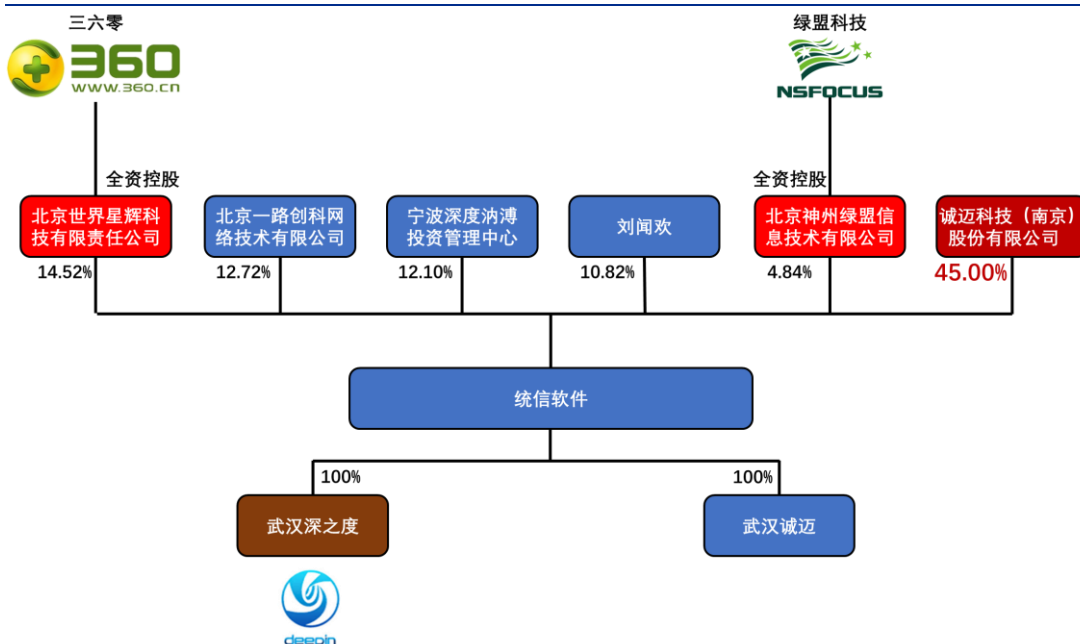 三六零
绿盟科技
360
www.360.cn
NSFOCUS
全资控股
全资控股
北京世界星辉科
技有限责任公司
北京一路创科网
络技术有限公司
宁波深度汭溥
投资管理中心
刘闻欢
北京神州绿盟信
息技术有限公司
诚迈科技（南京）
股份有限公司
14.52%
12.72%
12.10%
10.82%
4.84%
45.00%
统信软件
100%
100%
武汉深之度
武汉诚迈
deepin